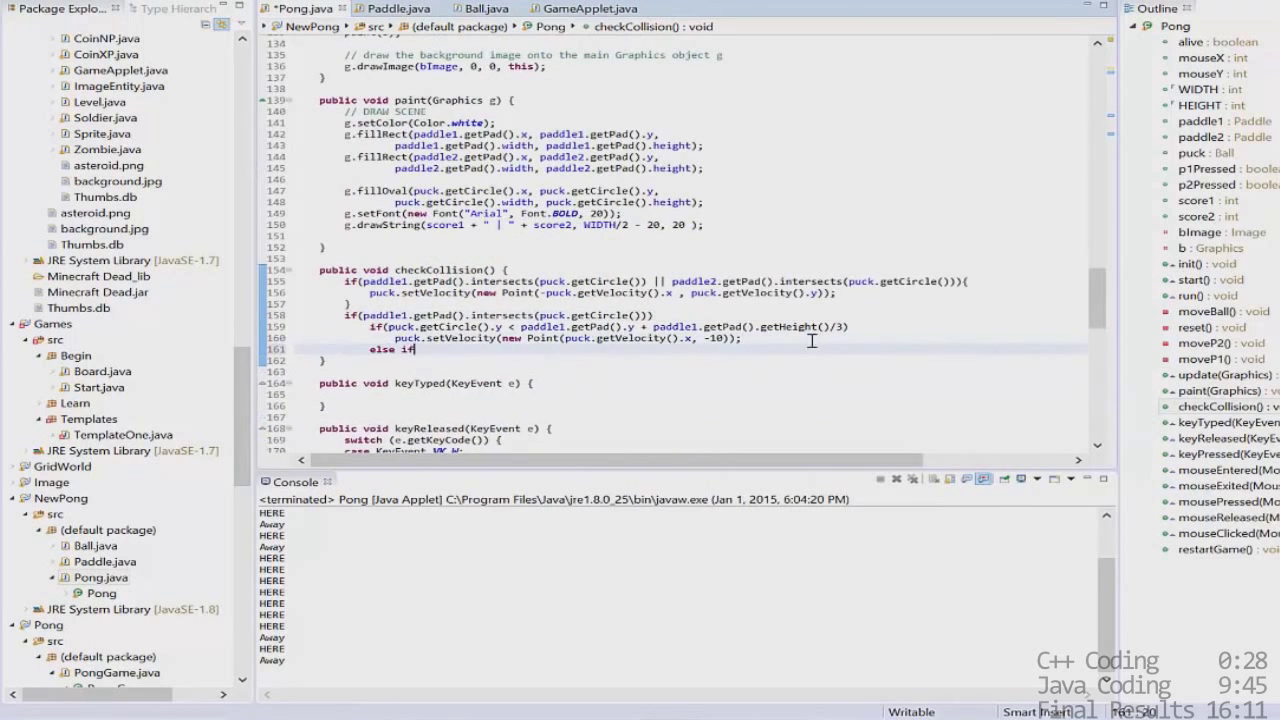 Package Explo...
Type Hierarch
CoinNP.java
CoinXP.java
GameApplet.java
ImageEntity.java
Level.java
Soldier.java
Sprite.java
Zombie.java
asteroid.png
background.jpg
Thumbs.db
asteroid.png
background.jpg
Thumbs.db
JRE System Library [JavaSE-1.7]
Minecraft Dead_lib
Minecraft Dead.jar
Thumbs.db
Games
src
Begin
Board.java
Start.java
Learn
Templates
TemplateOne.java
JRE System Library [JavaSE-1.7]
GridWorld
Image
NewPong
src
(default package)
Ball.java
Paddle.java
Pong.java
Pong
JRE System Library [JavaSE-1.8]
Pong
src
(default package)
PongGame.java
*Pong.java
Paddle.java
Ball.java
GameApplet.java
NewPong
src
(default package)
Pong
checkCollision() : void
134
135 // draw the background image onto the main Graphics object g
136 g.drawImage(bImage, 0, 0, this);
137 }
138
139 public void paint(Graphics g) {
140 // DRAW SCENE
141 g.setColor(Color.white);
142 g.fillRect(paddle1.getPad().x, paddle1.getPad().y,
143 paddle1.getPad().width, paddle1.getPad().height);
144 g.fillRect(paddle2.getPad().x, paddle2.getPad().y,
145 paddle2.getPad().width, paddle2.getPad().height);
146
147 g.fillOval(puck.getCircle().x, puck.getCircle().y,
148 puck.getCircle().width, puck.getCircle().height);
149 g.setFont(new Font("Arial", Font.BOLD, 20));
150 g.drawString(score1 + " | " + score2, WIDTH/2 - 20, 20 );
151
152 }
153
154 public void checkCollision() {
155 if(paddle1.getPad().intersects(puck.getCircle()) || paddle2.getPad().intersects(puck.getCircle())){
156 puck.setVelocity(new Point(-puck.getVelocity().x , puck.getVelocity().y));
157 }
158 if(paddle1.getPad().intersects(puck.getCircle()))
159 if(puck.getCircle().y < paddle1.getPad().y + paddle1.getPad().getHeight()/3)
160 puck.setVelocity(new Point(puck.getVelocity().x, -10));
161 else if
162 }
163
164 public void keyTyped(KeyEvent e) {
165
166 }
167
168 public void keyReleased(KeyEvent e) {
169 switch (e.getKeyCode()) {
170 case KeyEvent.VK_W:
Console
<terminated> Pong [Java Applet] C:\Program Files\Java\jre1.8.0_25\bin\javaw.exe (Jan 1, 2015, 6:04:20 PM)
HERE
Away
HERE
Away
HERE
HERE
HERE
HERE
HERE
HERE
HERE
Away
HERE
Away
Outline
Pong
alive : boolean
mouseX : int
mouseY : int
WIDTH : int
HEIGHT : int
paddle1 : Paddle
paddle2 : Paddle
puck : Ball
p1Pressed : boolean
p2Pressed : boolean
score1 : int
score2 : int
bImage : Image
b : Graphics
init() : void
start() : void
run() : void
moveBall() : void
reset() : void
moveP2() : void
moveP1() : void
update(Graphics)
paint(Graphics) :
checkCollision() : vo
keyTyped(KeyEven
keyReleased(KeyEv
keyPressed(KeyEve
mouseEntered(Mou
mouseExited(Mous
mousePressed(Mou
mouseReleased(Mo
mouseClicked(Mou
restartGame() : void
Writable
Smart Insert
C++ Coding 0:28
Java Coding 9:45
Final Results 16:11